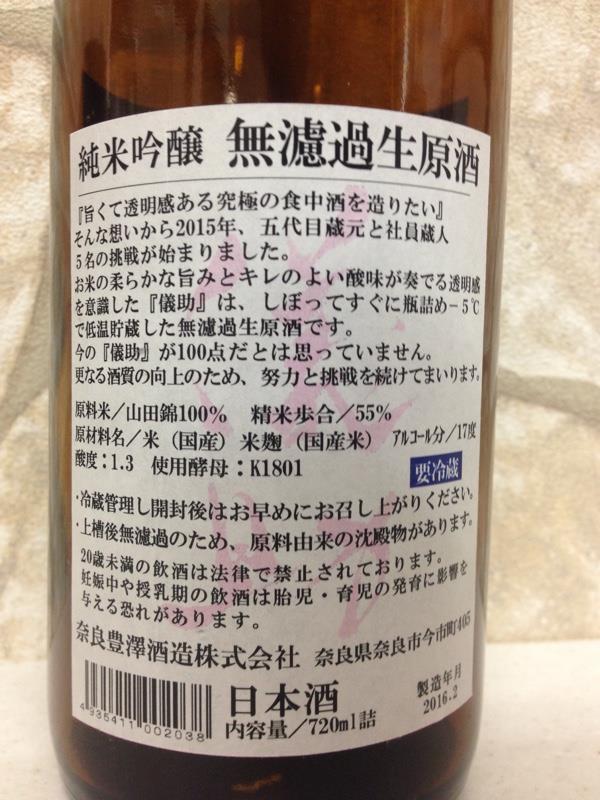 純米吟醸 無濾過生原酒
『旨くて透明感ある究極の食中酒を造りたい』
そんな想いから2015年、五代目蔵元と社員蔵人
5名の挑戦が始まりました。
お米の柔らかな旨みとキレのよい酸味が奏でる透明感
を意識した『儀助』は、しぼってすぐに瓶詰め−5℃
で低温貯蔵した無濾過生原酒です。
今の『儀助』が100点だとは思っていません。
更なる酒質の向上のため、努力と挑戦を続けてまいります。
原料米／山田錦100％ 精米歩合／55％
原材料名／米（国産）米麹（国産米） アルコール分／17度
酸度：1.3 使用酵母：K1801
要冷蔵
・冷蔵管理し開封後はお早めにお召し上がりください。
・上槽後無濾過のため、原料由来の沈殿物があります。
20歳未満の飲酒は法律で禁止されております。
妊娠中や授乳期の飲酒は胎児・育児の発育に影響を
与える恐れがあります。
奈良豊澤酒造株式会社 奈良県奈良市今市町405
日本酒
内容量／720ml詰
製造年月
2016.2
4935411002038